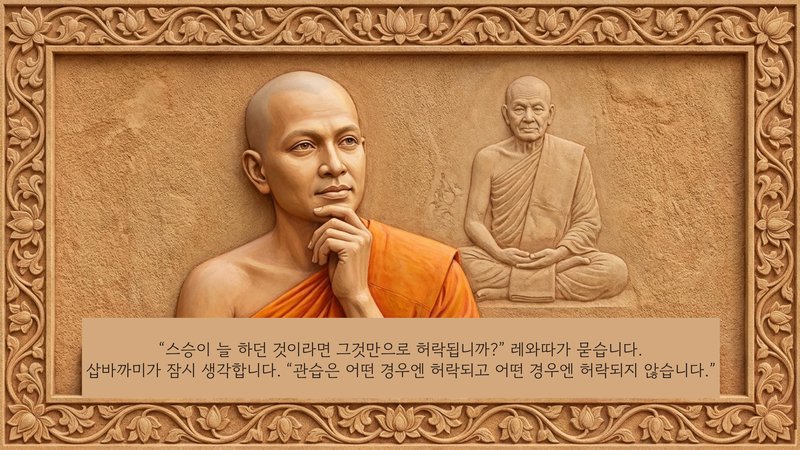 “스승이 늘 하던 것이라면 그것만으로 허락됩니까?” 레와따가 묻습니다.
삽바까미가 잠시 생각합니다. “관습은 어떤 경우엔 허락되고 어떤 경우엔 허락되지 않습니다.”